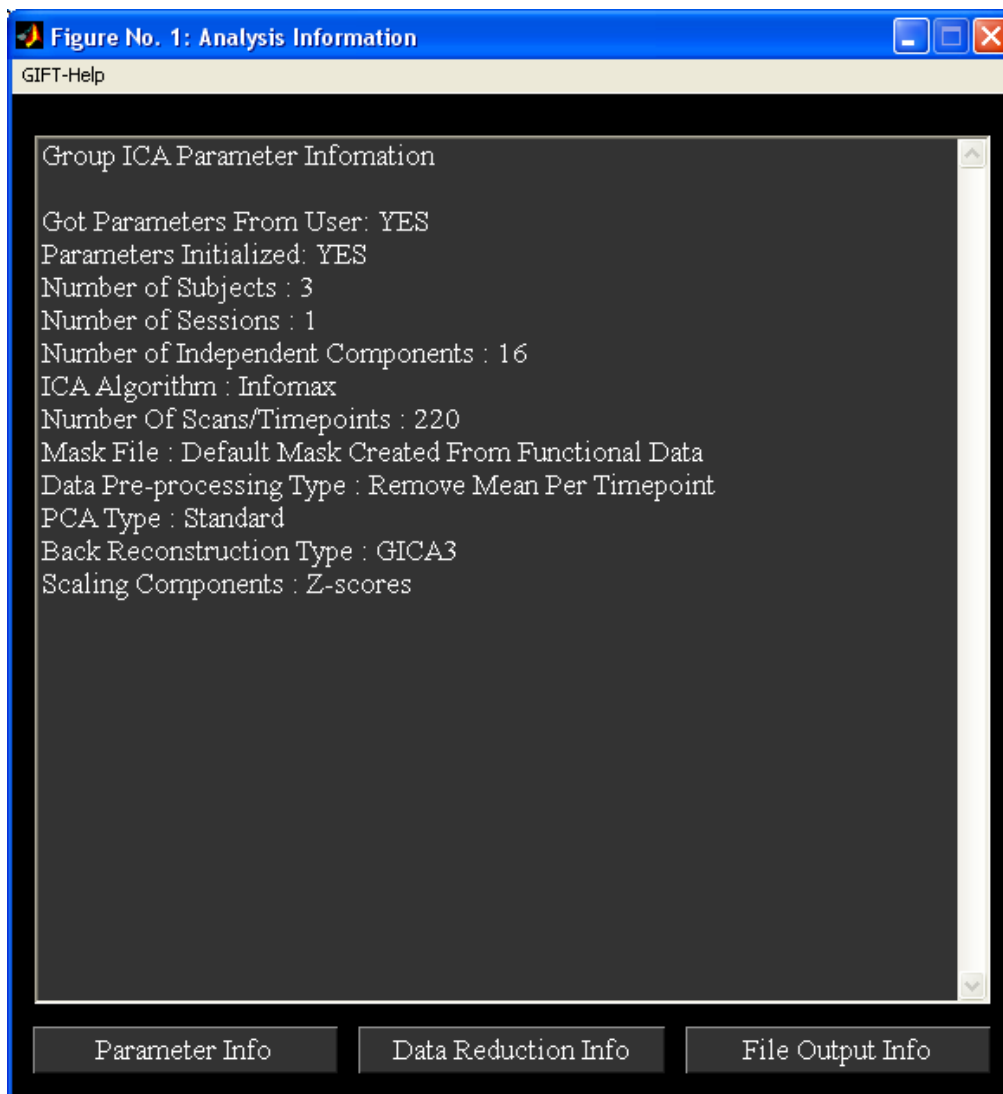 Figure No. 1: Analysis Information
GIFT-Help
Group ICA Parameter Infomation
Got Parameters From User: YES
Parameters Initialized: YES
Number of Subjects : 3
Number of Sessions : 1
Number of Independent Components : 16
ICA Algorithm : Infomax
Number Of Scans/Timepoints : 220
Mask File : Default Mask Created From Functional Data
Data Pre-processing Type : Remove Mean Per Timepoint
PCA Type : Standard
Back Reconstruction Type : GICA3
Scaling Components : Z-scores
Parameter Info
Data Reduction Info
File Output Info